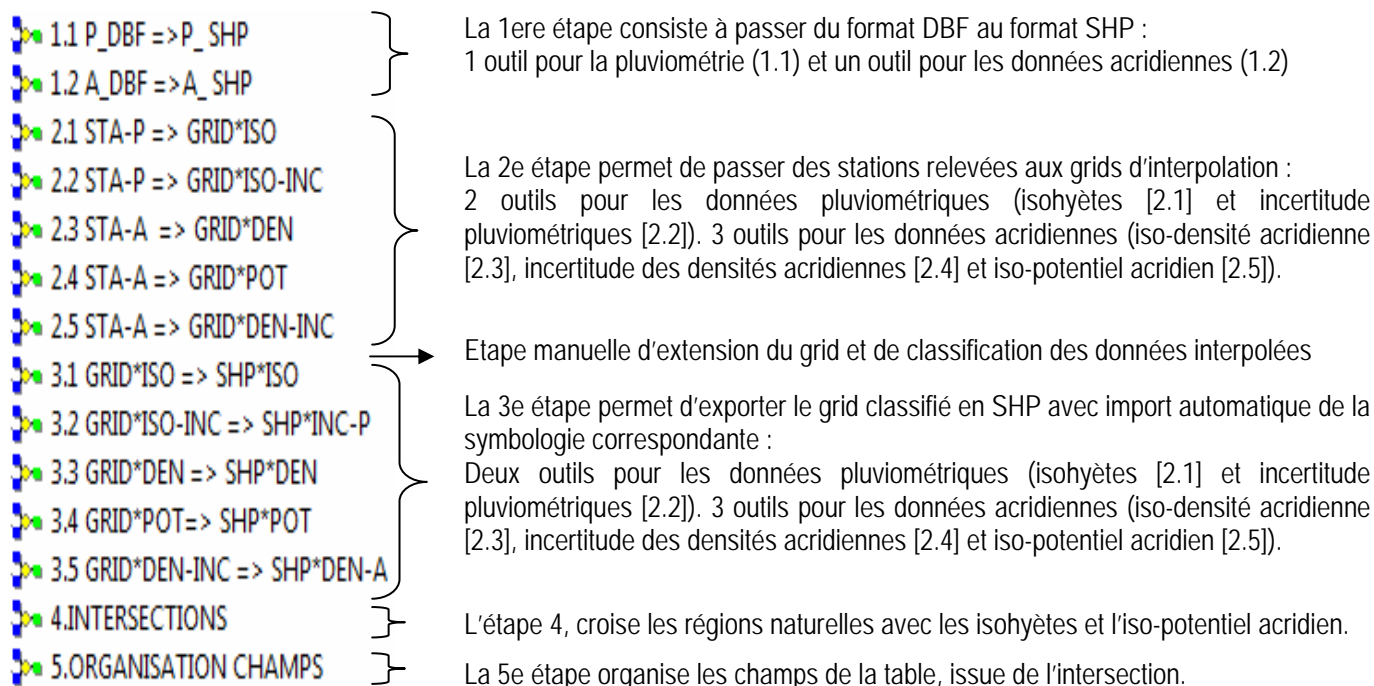 1.1 P_DBF =>P_ SHP
1.2 A_DBF =>A_ SHP
La 1ere étape consiste à passer du format DBF au format SHP :
1 outil pour la pluviométrie (1.1) et un outil pour les données acridiennes (1.2)
2.1 STA-P => GRID*ISO
2.2 STA-P => GRID*ISO-INC
2.3 STA-A => GRID*DEN
2.4 STA-A => GRID*POT
2.5 STA-A => GRID*DEN-INC
La 2e étape permet de passer des stations relevées aux grids d'interpolation :
2 outils pour les données pluviométriques (isohyètes [2.1] et incertitude
pluviométriques [2.2]). 3 outils pour les données acridiennes (iso-densité acridienne
[2.3], incertitude des densités acridiennes [2.4] et iso-potentiel acridien [2.5]).
Etape manuelle d'extension du grid et de classification des données interpolées
3.1 GRID*ISO => SHP*ISO
3.2 GRID*ISO-INC => SHP*INC-P
3.3 GRID*DEN => SHP*DEN
3.4 GRID*POT=> SHP*POT
3.5 GRID*DEN-INC => SHP*DEN-A
La 3e étape permet d'exporter le grid classifié en SHP avec import automatique de la
symbologie correspondante :
Deux outils pour les données pluviométriques (isohyètes [2.1] et incertitude
pluviométriques [2.2]). 3 outils pour les données acridiennes (iso-densité acridienne
[2.3], incertitude des densités acridiennes [2.4] et iso-potentiel acridien [2.5]).
4.INTERSECTIONS
L'étape 4, croise les régions naturelles avec les isohyètes et l'iso-potentiel acridien.
5.ORGANISATION CHAMPS
La 5e étape organise les champs de la table, issue de l'intersection.